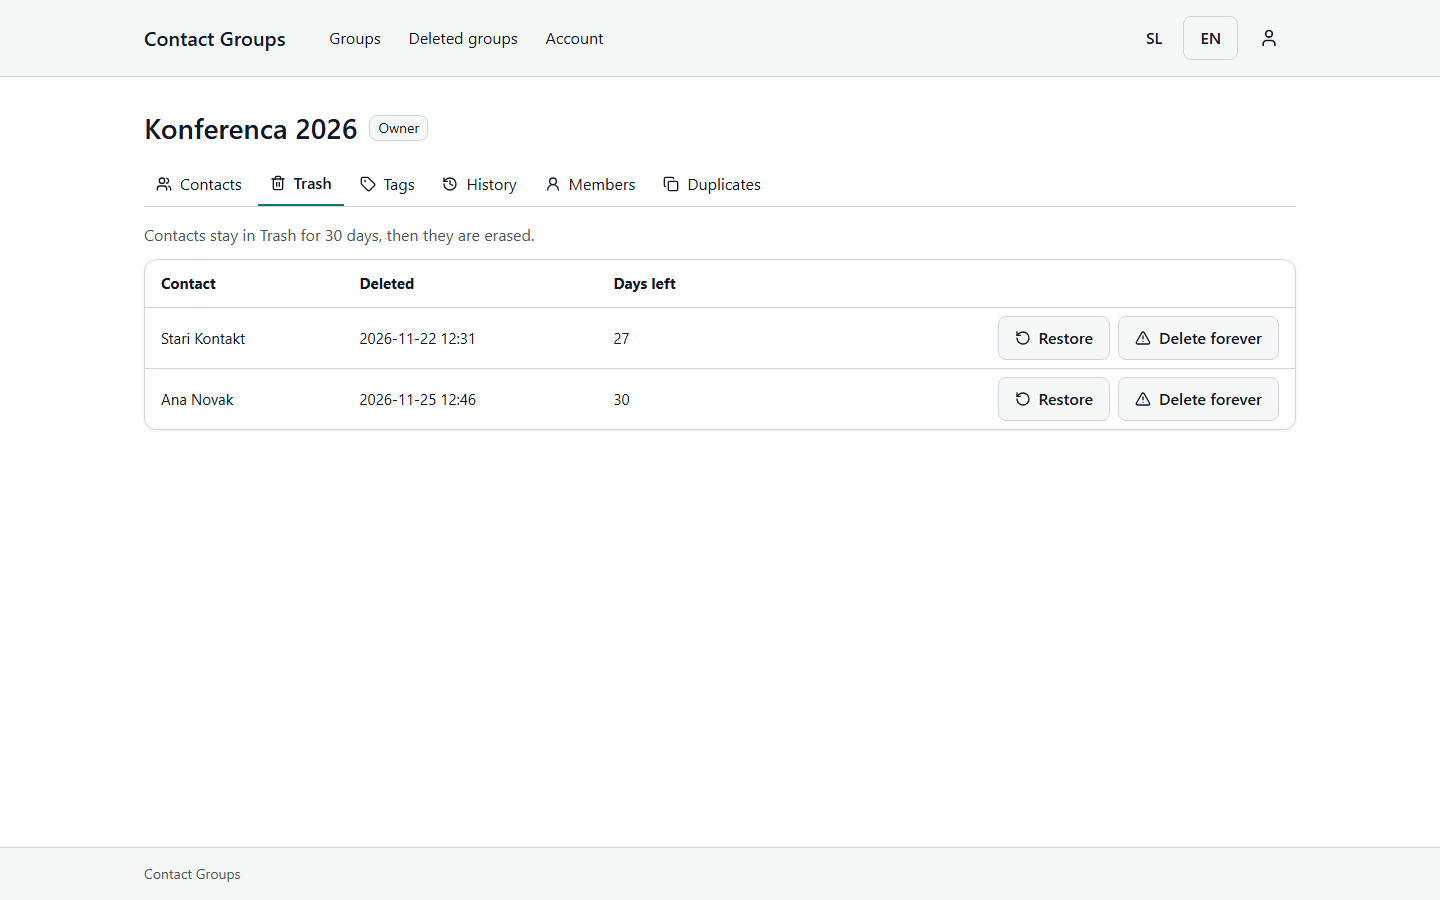 Contact Groups Groups Deleted groups Account SL EN
Konferenca 2026 Owner
Contacts Trash Tags History Members Duplicates
Contacts stay in Trash for 30 days, then they are erased.
Contact Deleted Days left
Stari Kontakt 2026-11-22 12:31 27 Restore Delete forever
Ana Novak 2026-11-25 12:46 30 Restore Delete forever
Contact Groups